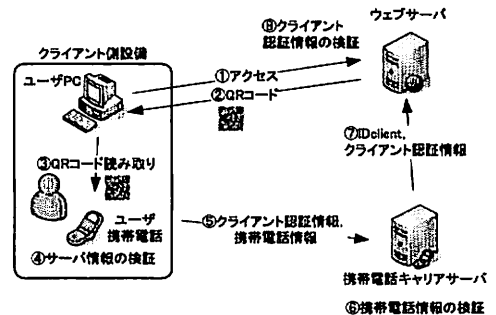 ウェブサーバ
⑧クライアント
認証情報の検証
クライアント側設備
ユーザPC
①アクセス
②QRコード
③QRコード読み取り
ユーザ
携帯電話
④サーバ情報の検証
⑤クライアント認証情報,
携帯電話情報
⑦IDclient,
クライアント認証情報
携帯電話キャリアサーバ
⑥携帯電話情報の検証